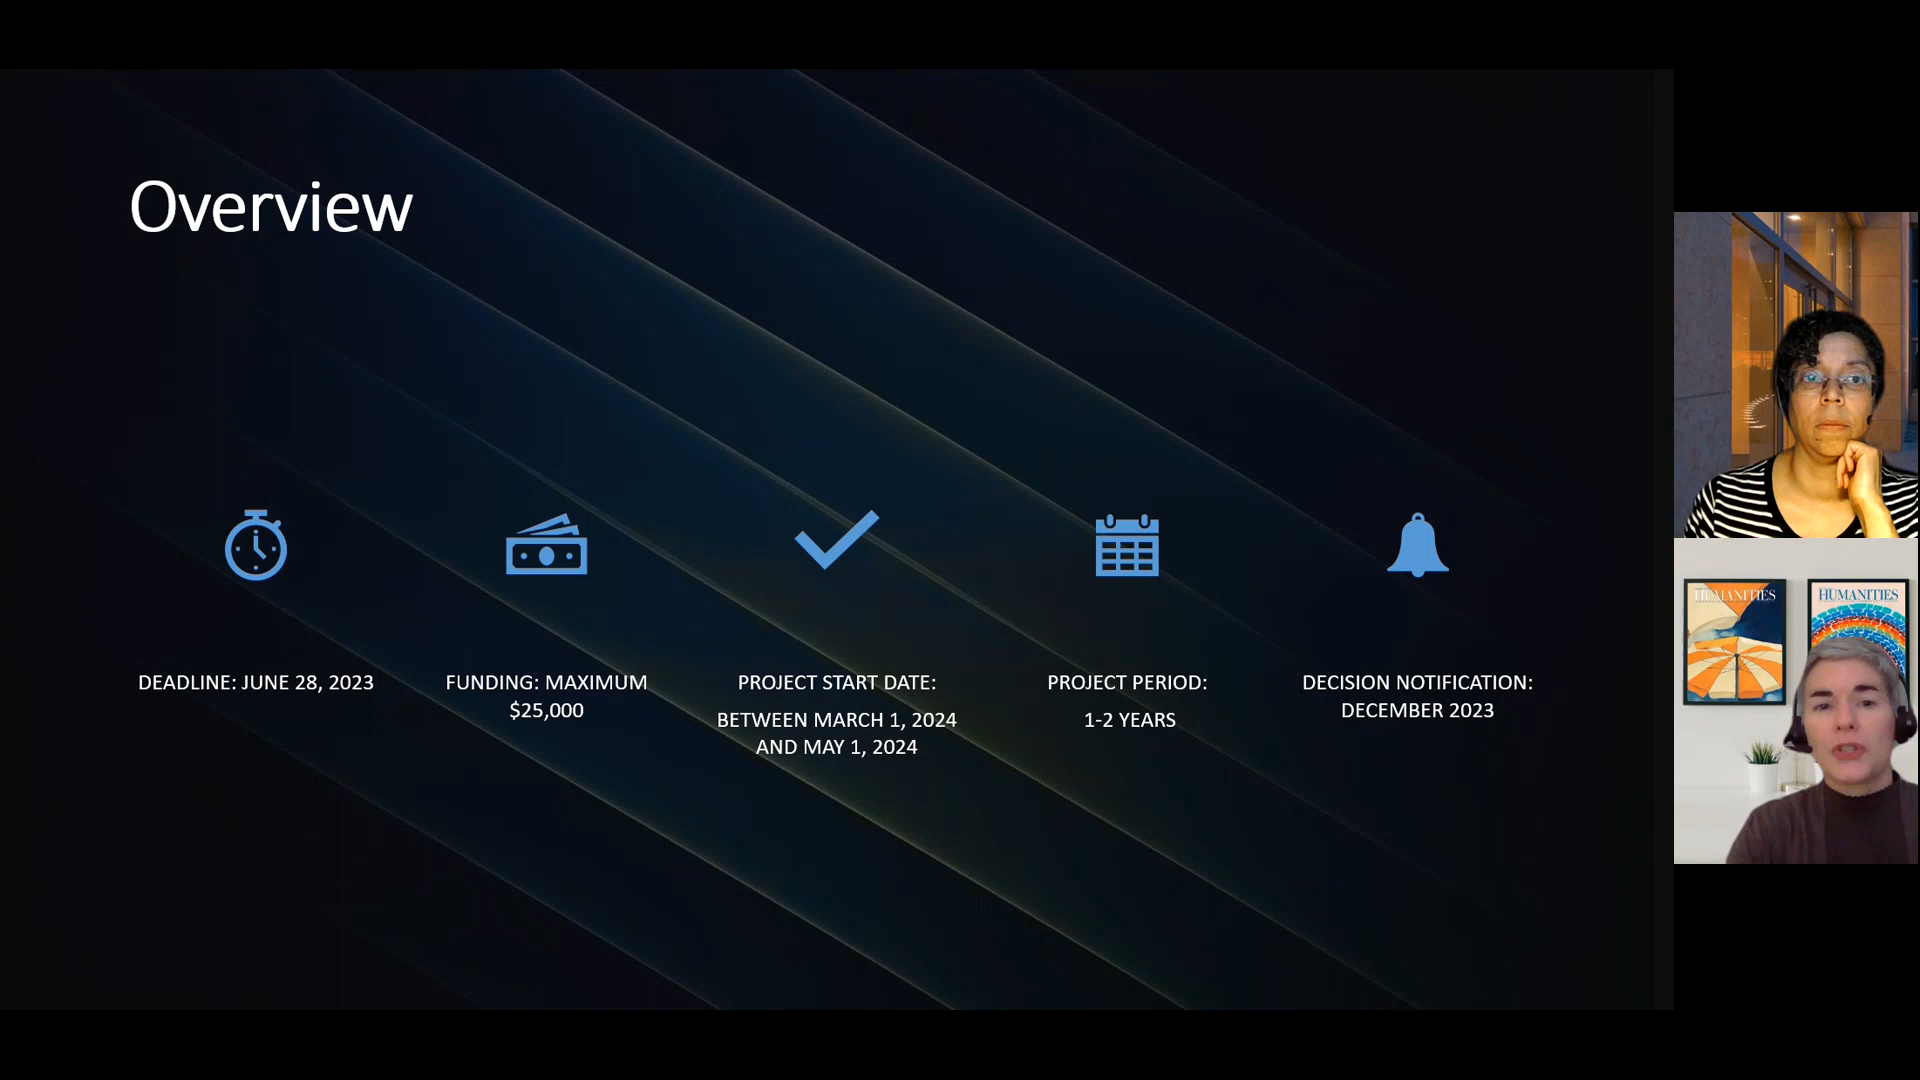 Overview
DEADLINE: JUNE 28, 2023
FUNDING: MAXIMUM
$25,000
PROJECT START DATE:
BETWEEN MARCH 1, 2024
AND MAY 1, 2024
PROJECT PERIOD:
1-2 YEARS
DECISION NOTIFICATION:
DECEMBER 2023
HUMANITIES
HUMANITIES